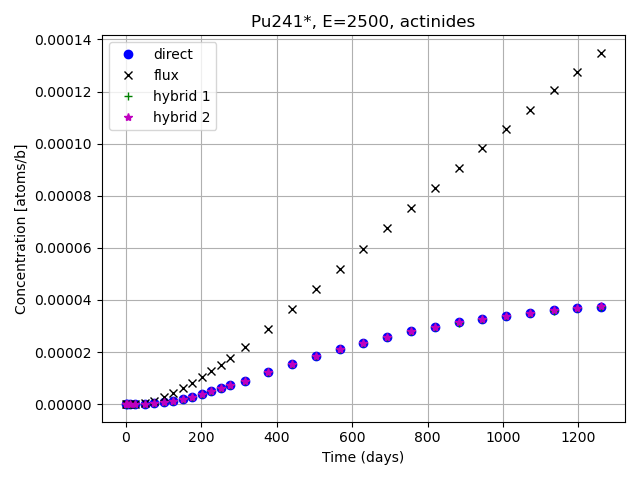 Pu241*, E=2500, actinides
direct
flux
hybrid 1
hybrid 2
Concentration [atoms/b]
0.00014
0.00012
0.00010
0.00008
0.00006
0.00004
0.00002
0.00000
0 200 400 600 800 1000 1200
Time (days)